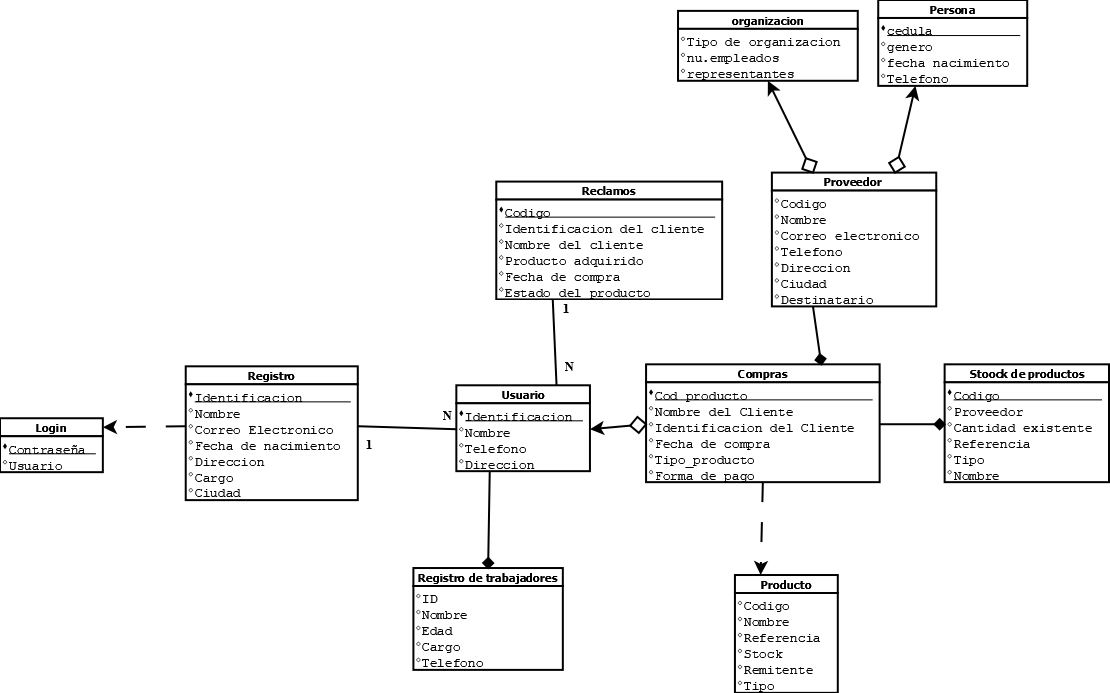 organizacion
Tipo de organizacion
nu.empleados
representantes
Persona
cedula
genero
fecha nacimiento
Telefono
Reclamos
Codigo
Identificacion del cliente
Nombre del cliente
Producto adquirido
Fecha de compra
Estado del producto
1
N
Proveedor
Codigo
Nombre
Correo electronico
Telefono
Direccion
Ciudad
Destinatario
Login
Contraseña
Usuario
Registro
Identificacion
Nombre
Correo Electronico
Fecha de nacimiento
Direccion
Cargo
Ciudad
1
N
Usuario
Identificacion
Nombre
Telefono
Direccion
Compras
Cod_producto
Nombre del Cliente
Identificacion del Cliente
Fecha de compra
Tipo_producto
Forma de pago
Stoock de productos
Codigo
Proveedor
Cantidad existente
Referencia
Tipo
Nombre
Registro de trabajadores
ID
Nombre
Edad
Cargo
Telefono
Producto
Codigo
Nombre
Referencia
Stock
Remitente
Tipo